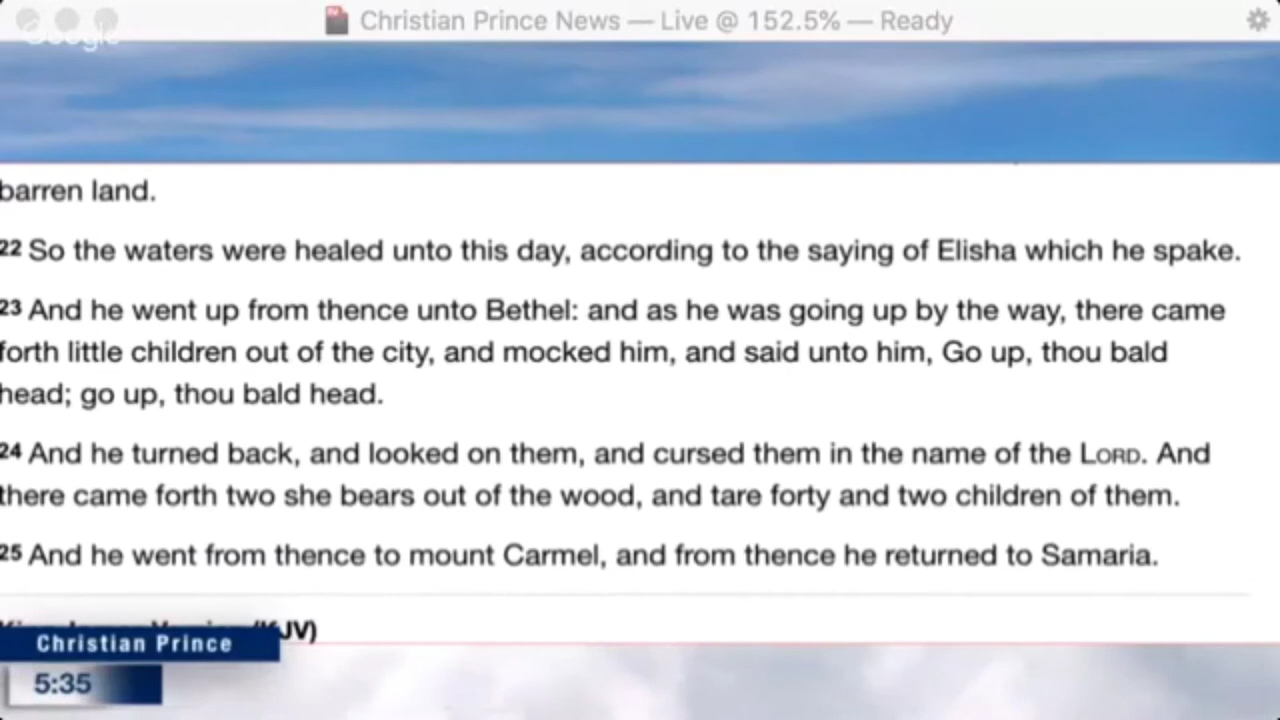 Christian Prince News — Live @ 152.5% — Ready
Google
barren land.
22 So the waters were healed unto this day, according to the saying of Elisha which he spake.
23 And he went up from thence unto Bethel: and as he was going up by the way, there came
forth little children out of the city, and mocked him, and said unto him, Go up, thou bald
head; go up, thou bald head.
24 And he turned back, and looked on them, and cursed them in the name of the LORD. And
there came forth two she bears out of the wood, and tare forty and two children of them.
25 And he went from thence to mount Carmel, and from thence he returned to Samaria.
King James Version (KJV)
Christian Prince
5:35